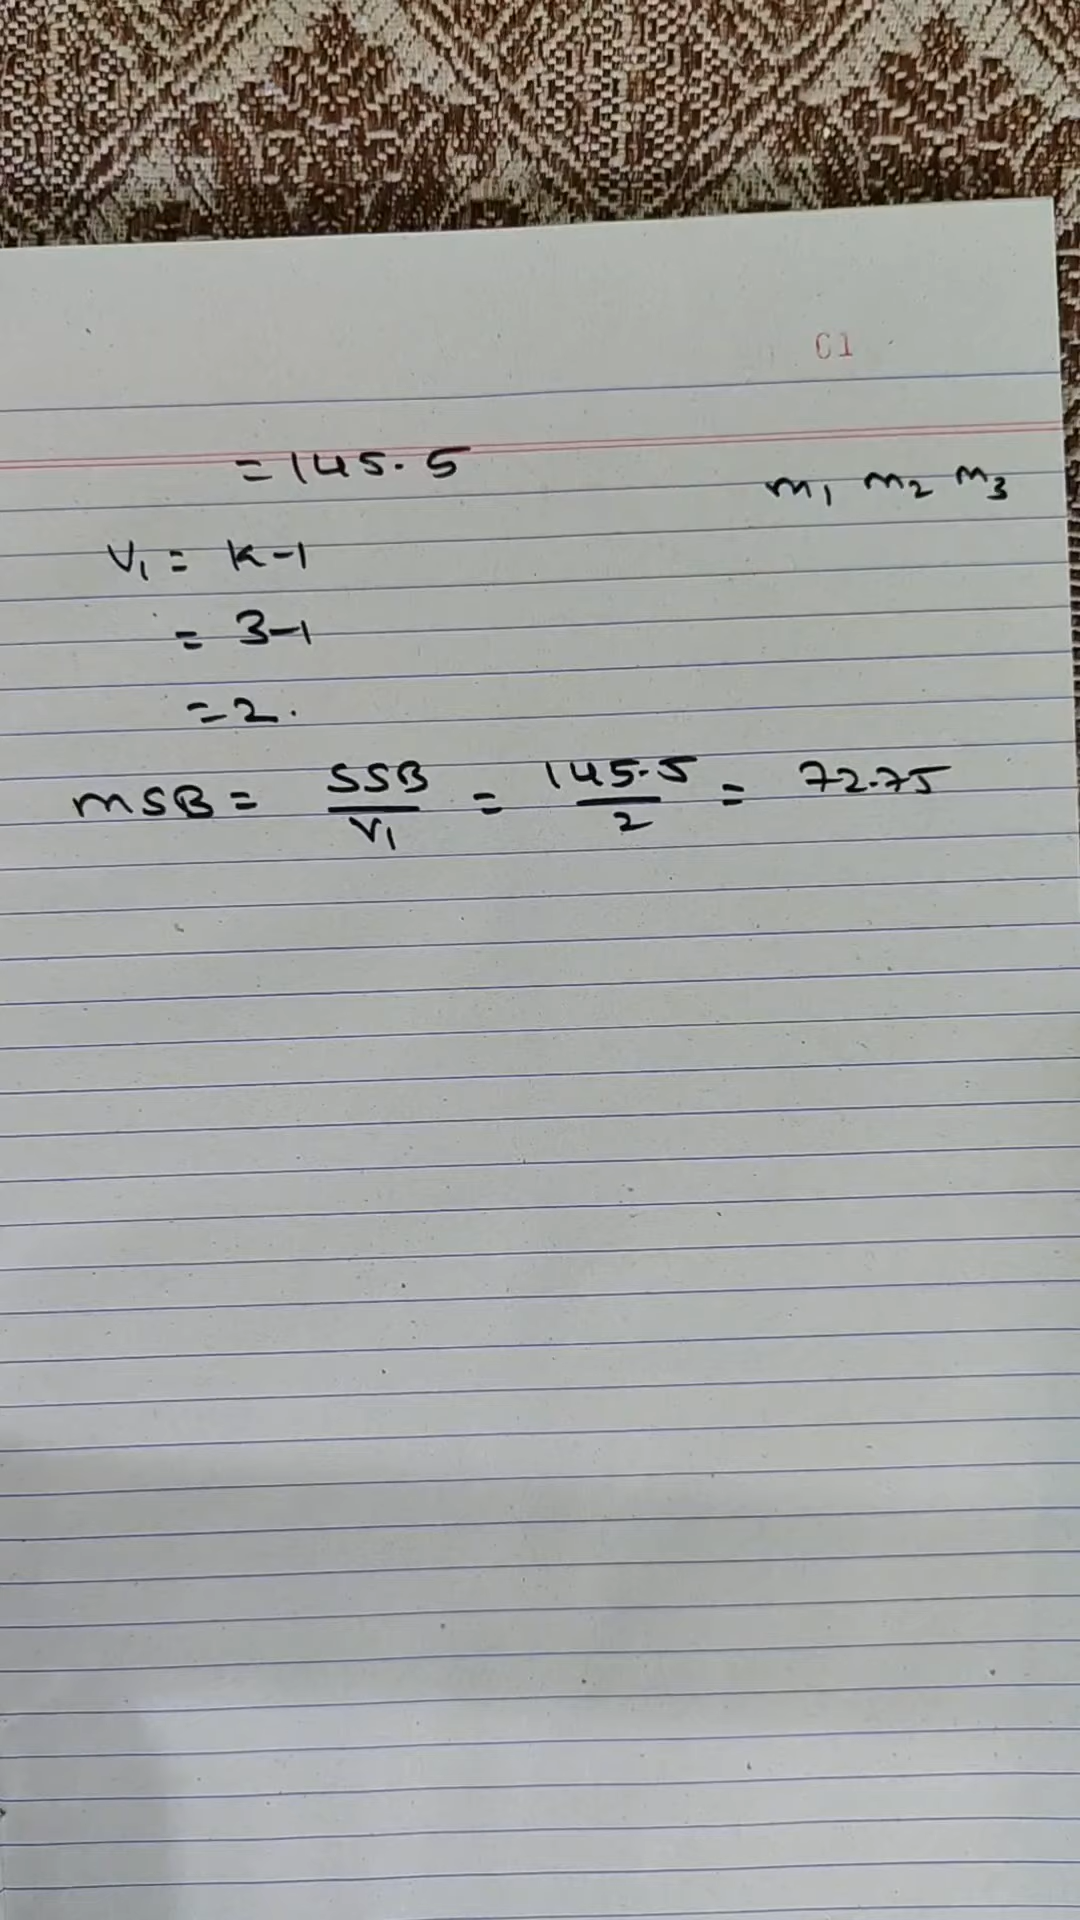 C1
= 145.5
m1 m2 m3
V1 = K-1
= 3-1
= 2.
MSB = SSB/V1 = 145.5/2 = 72.75